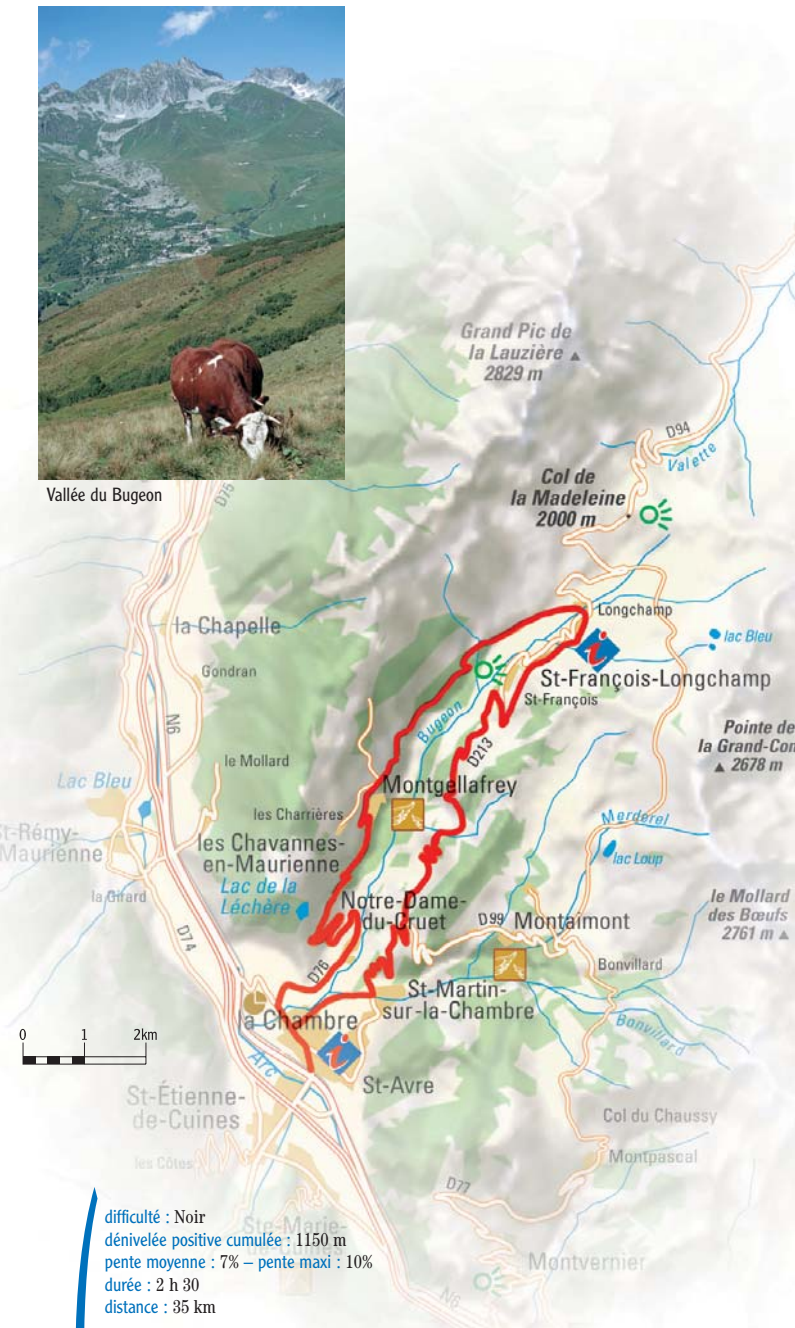 Vallée du Bugeon
Grand Pic de
la Lauzière
2829 m
D94
Valette
Col de
la Madeleine
2000 m
D75
Longchamp
la Chapelle
lac Bleu
Gondran
St-François-Longchamp
St-François
Bugeon
N6
D213
Pointe de
la Grand-Con
2678 m
le Mollard
Lac Bleu
Montgellafrey
les Charrières
Merderel
St-Rémy-
Maurienne
les Chavannes-
en-Maurienne
lac Loup
Lac de la
Léchère
la Girard
Notre-Dame-
du-Cruet
le Mollard
des Bœufs
2761 m
D99
Montaimont
D74
D76
Bonvillard
St-Martin-
sur-la-Chambre
la Chambre
Bonvillard
0 1 2km
Arc
St-Avre
St-Étienne-
de-Cuines
Col du Chaussy
les Côtes
Montpascal
D77
Ste-Marie-
de-Cuines
Montvernier
N6
difficulté : Noir
dénivelée positive cumulée : 1150 m
pente moyenne : 7% – pente maxi : 10%
durée : 2 h 30
distance : 35 km